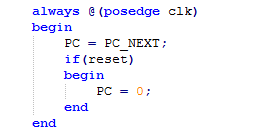 always @(posedge clk)
begin
    PC = PC_NEXT;
    if(reset)
    begin
        PC = 0;
    end
end